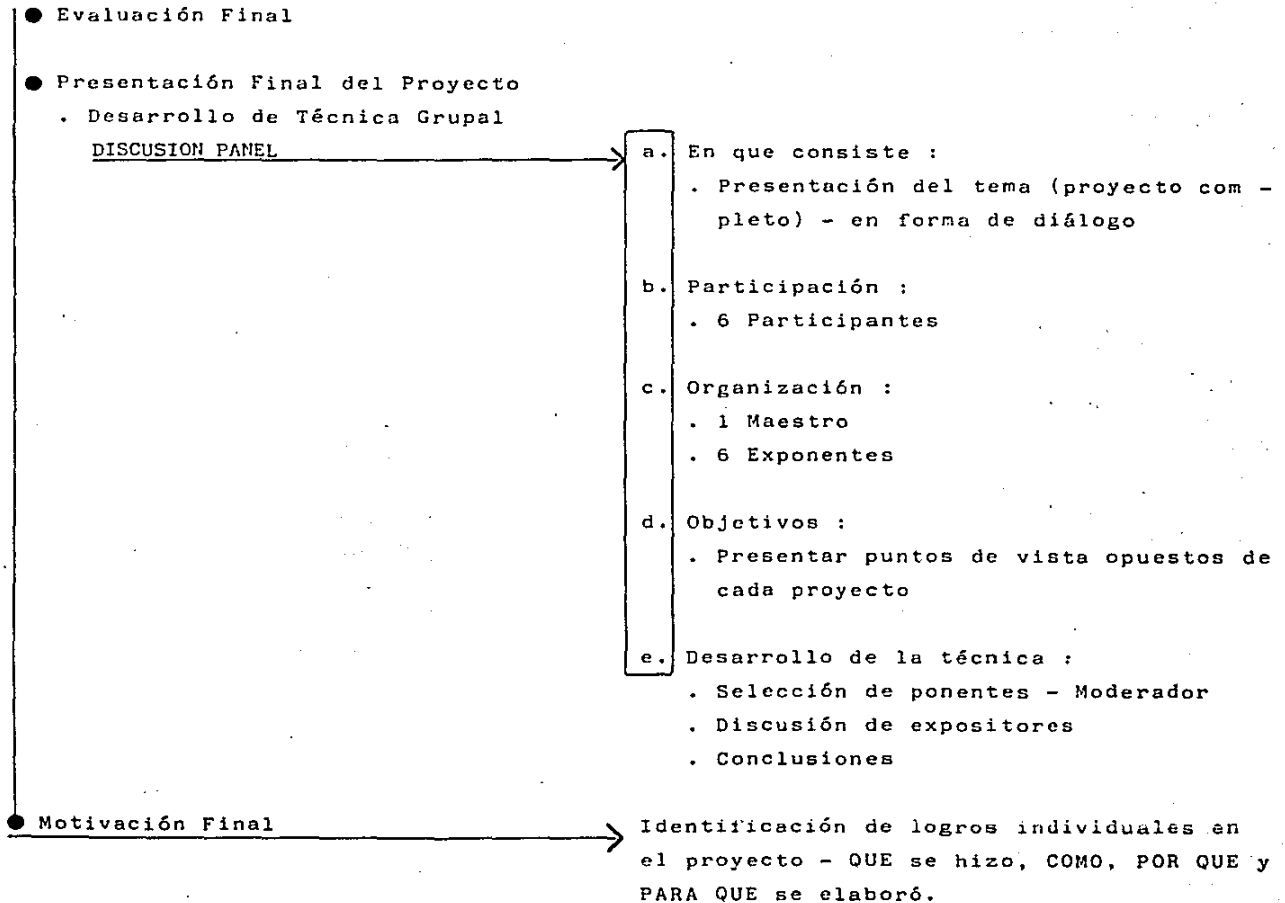 ● Evaluación Final
● Presentación Final del Proyecto
. Desarrollo de Técnica Grupal
DISCUSION PANEL
a. En que consiste :
. Presentación del tema (proyecto com -
pleto) - en forma de diálogo
b. Participación :
. 6 Participantes
c. Organización :
. 1 Maestro
. 6 Exponentes
d. Objetivos :
. Presentar puntos de vista opuestos de
cada proyecto
e. Desarrollo de la técnica :
. Selección de ponentes - Moderador
. Discusión de expositores
. Conclusiones
● Motivación Final
Identificación de logros individuales en
el proyecto - QUE se hizo, COMO, POR QUE y
PARA QUE se elaboró.